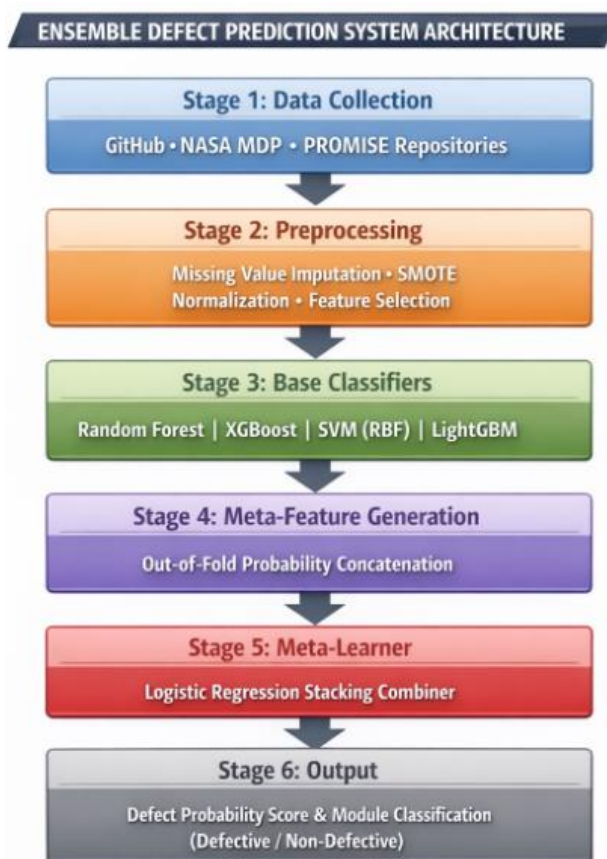 ENSEMBLE DEFECT PREDICTION SYSTEM ARCHITECTURE
Stage 1: Data Collection
GitHub • NASA MDP • PROMISE Repositories
Stage 2: Preprocessing
Missing Value Imputation • SMOTE
Normalization • Feature Selection
Stage 3: Base Classifiers
Random Forest | XGBoost | SVM (RBF) | LightGBM
Stage 4: Meta-Feature Generation
Out-of-Fold Probability Concatenation
Stage 5: Meta-Learner
Logistic Regression Stacking Combiner
Stage 6: Output
Defect Probability Score & Module Classification
(Defective / Non-Defective)